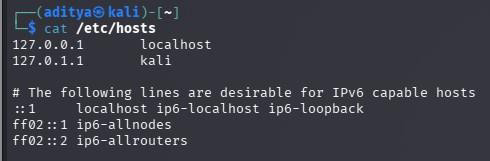 ┌──(aditya㉿kali)-[~]
└─$ cat /etc/hosts
127.0.0.1       localhost
127.0.1.1       kali

# The following lines are desirable for IPv6 capable hosts
::1     localhost ip6-localhost ip6-loopback
ff02::1 ip6-allnodes
ff02::2 ip6-allrouters